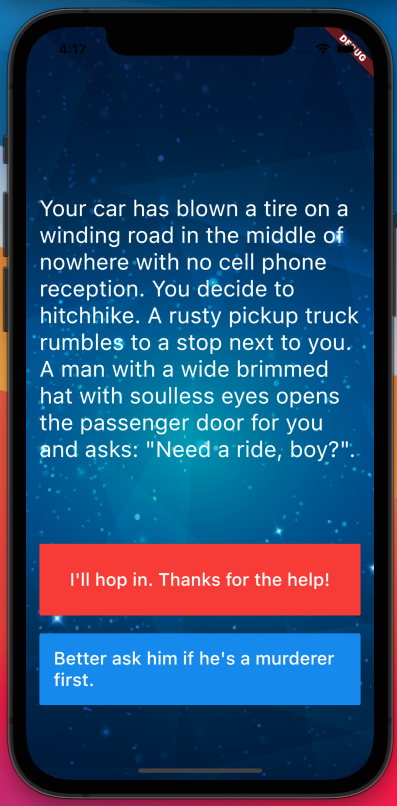 4:17
DEBUG
Your car has blown a tire on a
winding road in the middle of
nowhere with no cell phone
reception. You decide to
hitchhike. A rusty pickup truck
rumbles to a stop next to you.
A man with a wide brimmed
hat with soulless eyes opens
the passenger door for you
and asks: "Need a ride, boy?".
I'll hop in. Thanks for the help!
Better ask him if he's a murderer
first.